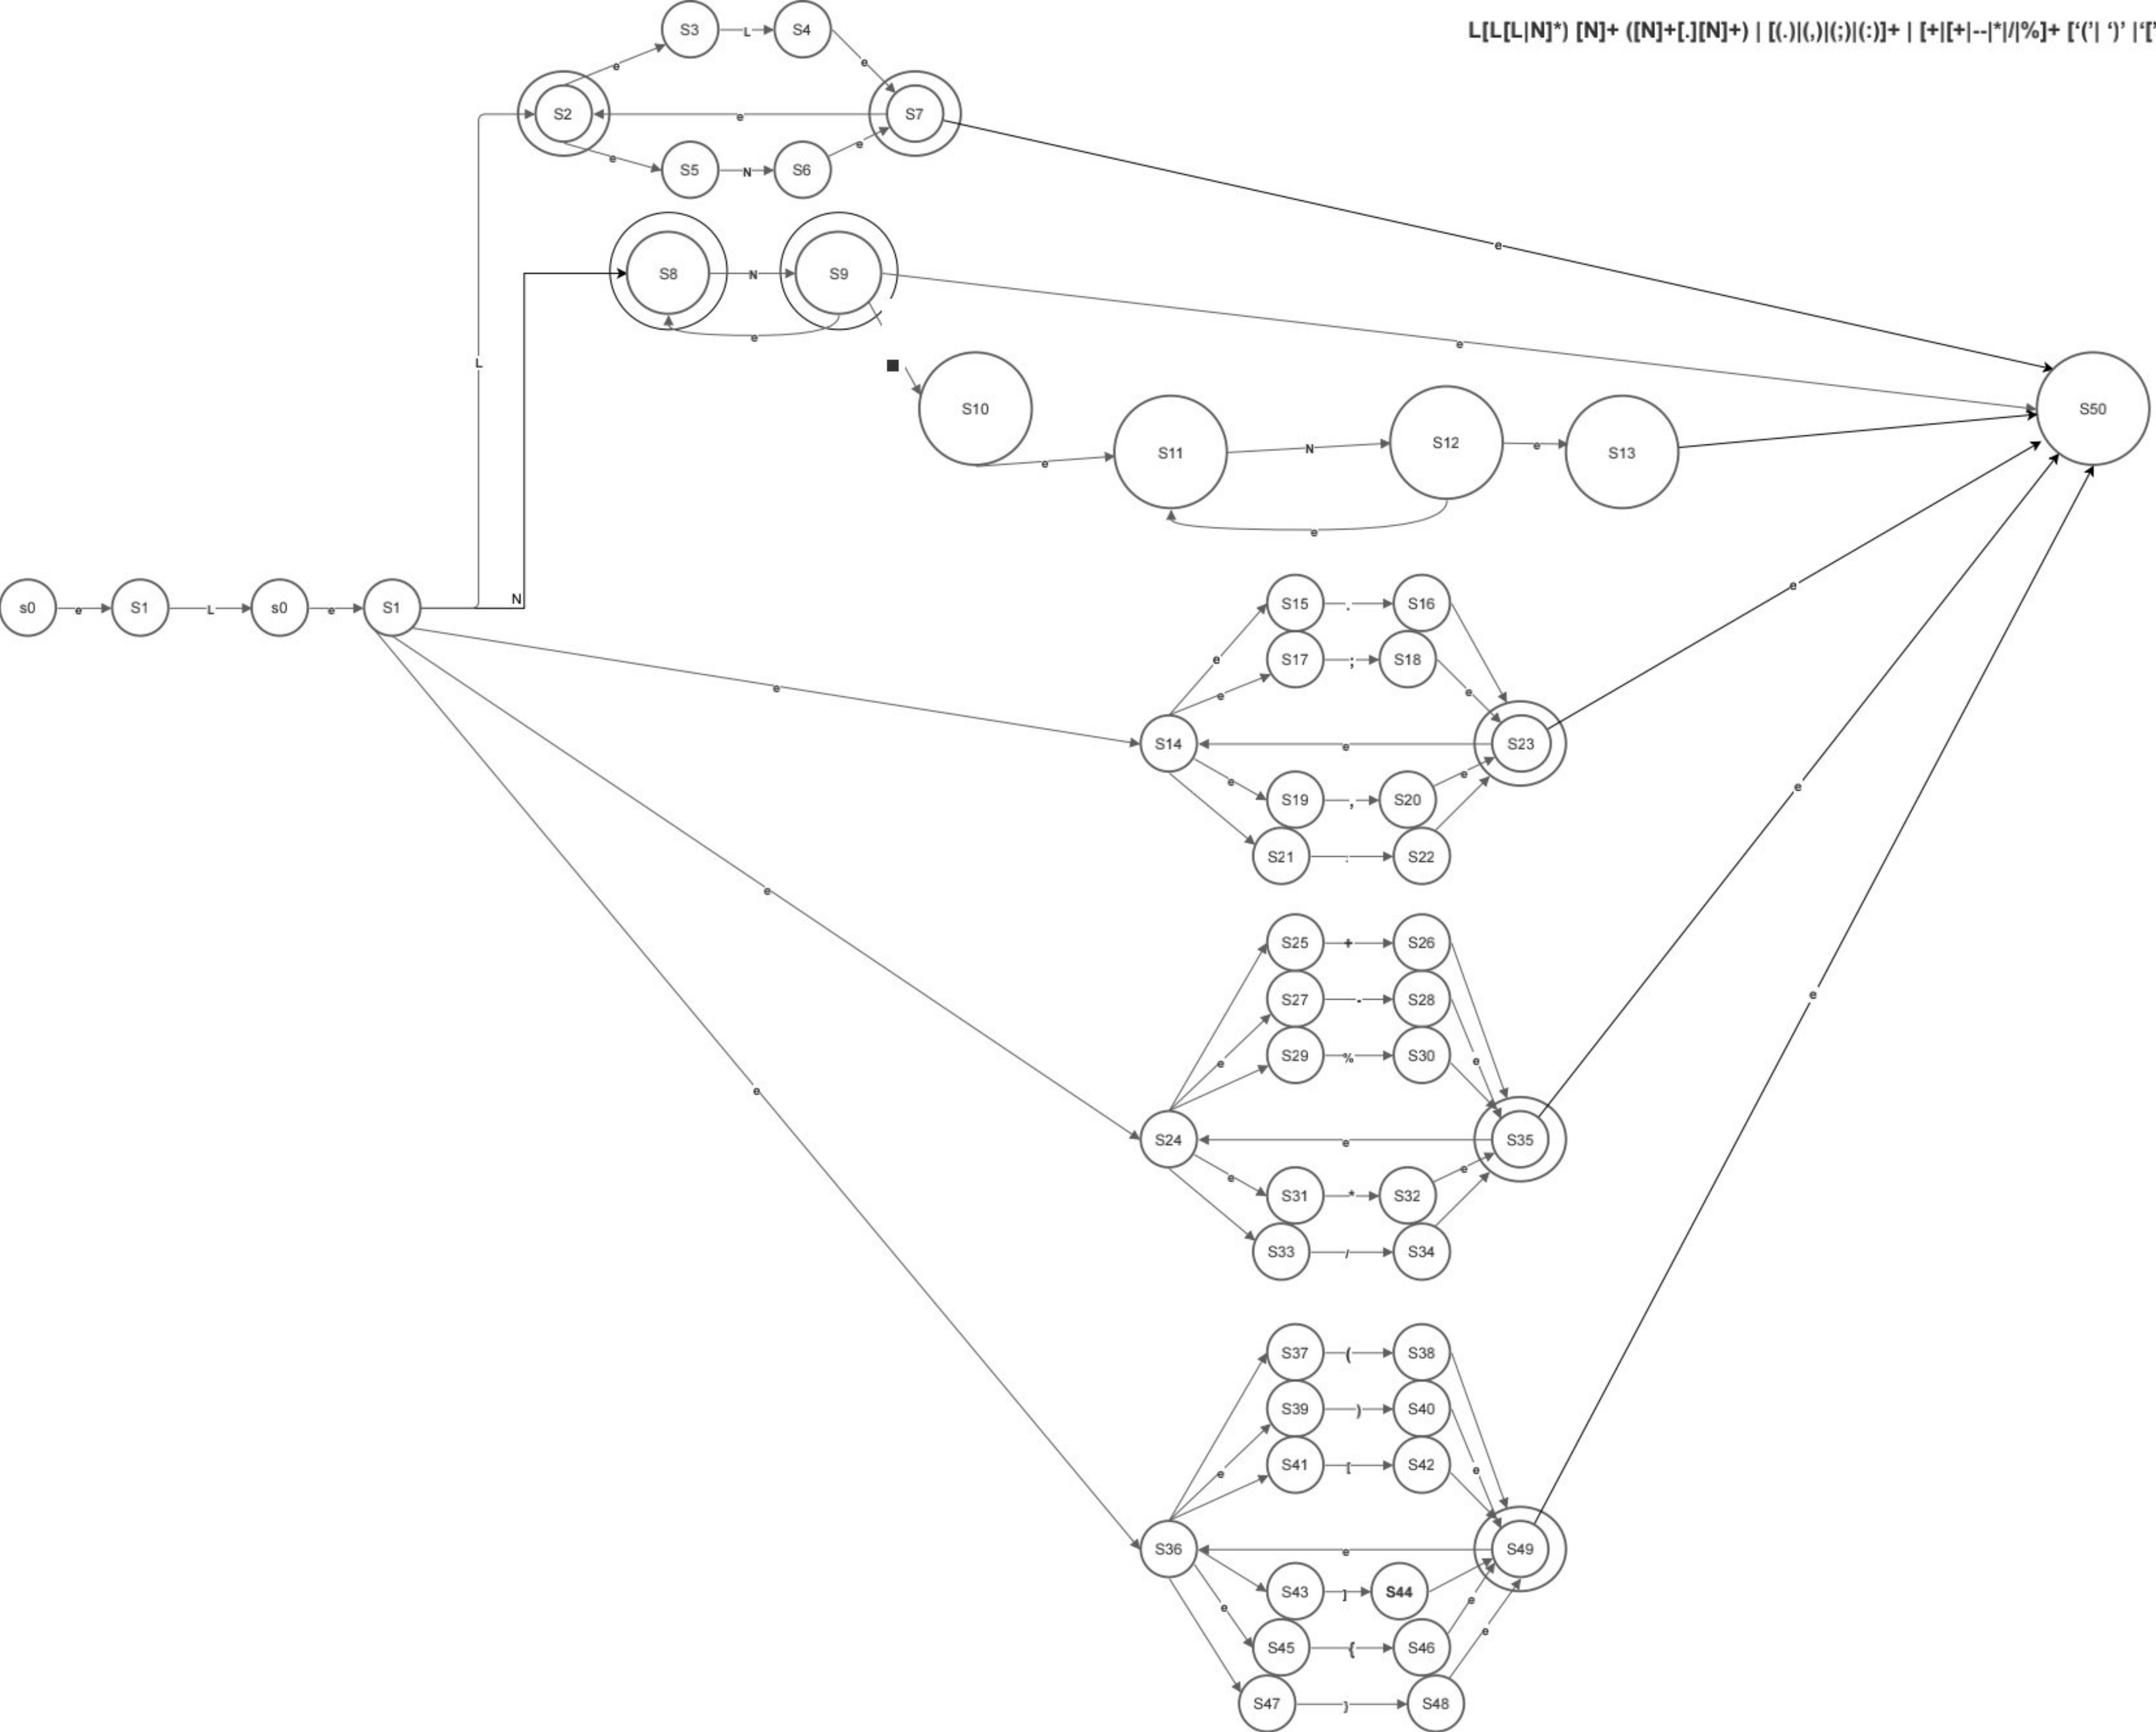 L[L[L|N]*) [N]+ ([N]+[.][N]+) | [(.)|(,)|(;)|(:)]+ | [+|[+|--|*|/|%]+ ['('| ')' |'['
S3 L S4
e e
S2 e S7
e e
S5 N S6
e
S8 N S9
e
e
L
S10
S11 N S12 e S13
S50
e
e
s0 e S1 L s0 e S1
N
e
S15 . S16
e
S17 ; S18
e e
S14 e S23
e e
S19 , S20
S21 : S22
e
e
e
S25 + S26
S27 - S28
e e
S29 % S30
S24 e S35
e e
S31 * S32
S33 / S34
e
e
S37 ( S38
S39 ) S40
e e
S41 [ S42
S36 e S49
S43 ] S44
e e
S45 { S46
e
S47 } S48